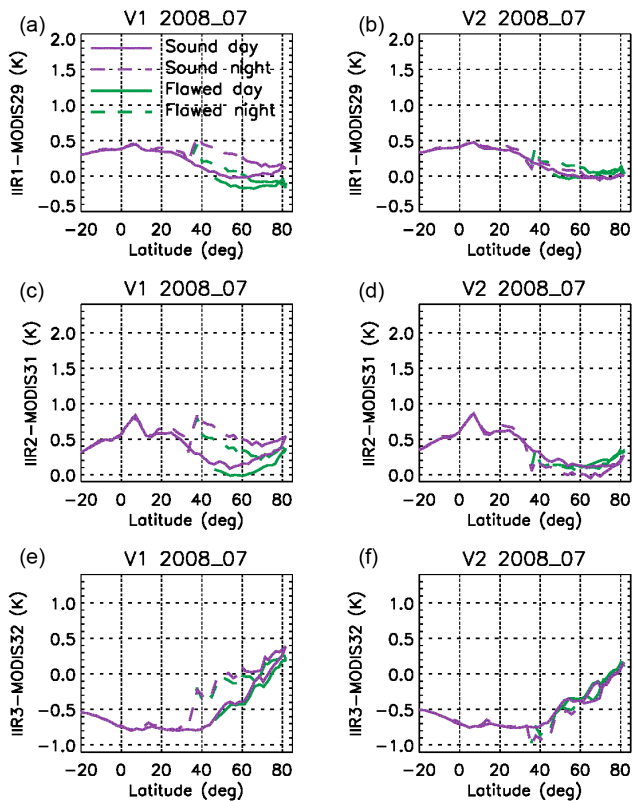 (a) V1 2008_07
IIR1-MODIS29 (K)
2.0
1.5
1.0
0.5
0.0
-0.5
Sound day
Sound night
Flawed day
Flawed night
-20 0 20 40 60 80
Latitude (deg)
(b) V2 2008_07
IIR1-MODIS29 (K)
2.0
1.5
1.0
0.5
0.0
-0.5
-20 0 20 40 60 80
Latitude (deg)
(c) V1 2008_07
IIR2-MODIS31 (K)
2.0
1.5
1.0
0.5
0.0
-20 0 20 40 60 80
Latitude (deg)
(d) V2 2008_07
IIR2-MODIS31 (K)
2.0
1.5
1.0
0.5
0.0
-20 0 20 40 60 80
Latitude (deg)
(e) V1 2008_07
IIR3-MODIS32 (K)
1.0
0.5
0.0
-0.5
-1.0
-20 0 20 40 60 80
Latitude (deg)
(f) V2 2008_07
IIR3-MODIS32 (K)
1.0
0.5
0.0
-0.5
-1.0
-20 0 20 40 60 80
Latitude (deg)